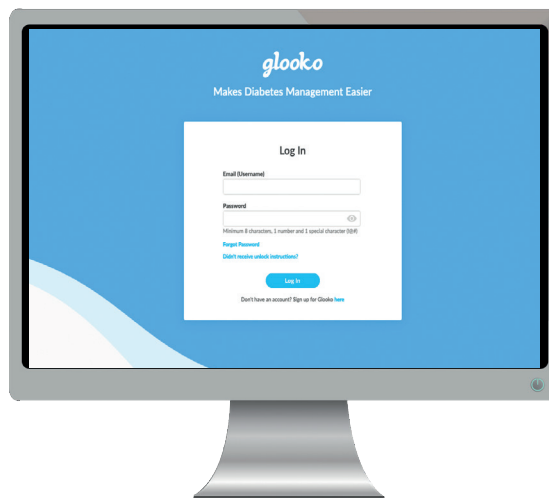 glooko
Makes Diabetes Management Easier
Log In
Email (Username)
Password
Minimum 8 characters, 1 number and 1 special character (!@#)
Forgot Password
Didn't receive unlock instructions?
Log In
Don't have an account? Sign up for Glooko here